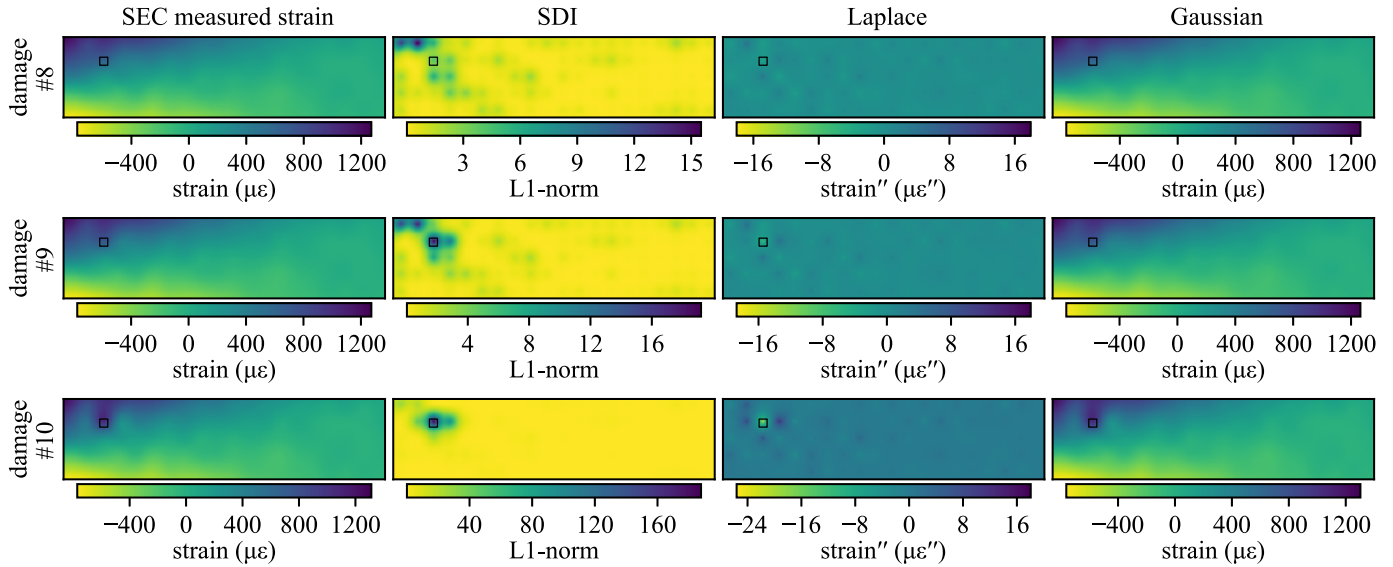 SEC measured strain SDI Laplace Gaussian
damage
#8
−400 0 400 800 1200 3 6 9 12 15 −16 −8 0 8 16 −400 0 400 800 1200
strain (με) L1-norm strain″ (με″) strain (με)
damage
#9
−400 0 400 800 1200 4 8 12 16 −16 −8 0 8 16 −400 0 400 800 1200
strain (με) L1-norm strain″ (με″) strain (με)
damage
#10
−400 0 400 800 1200 40 80 120 160 −24 −16 −8 0 8 16 −400 0 400 800 1200
strain (με) L1-norm strain″ (με″) strain (με)